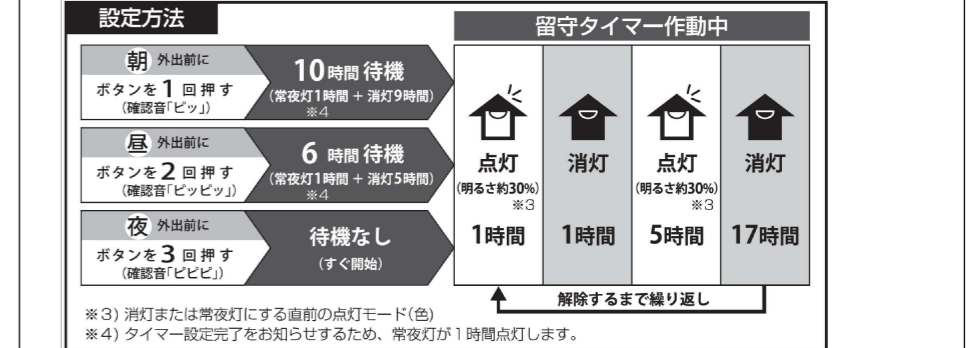 設定方法
留守タイマー作動中
朝 外出前に
ボタンを1回押す
(確認音「ピッ」)
10時間待機
(常夜灯1時間 + 消灯9時間)
※4
昼 外出前に
ボタンを2回押す
(確認音「ピッピッ」)
6時間待機
(常夜灯1時間 + 消灯5時間)
※4
夜 外出前に
ボタンを3回押す
(確認音「ピピピ」)
待機なし
(すぐ開始)
点灯
(明るさ約30%)
※3
1時間
消灯
1時間
点灯
(明るさ約30%)
※3
5時間
消灯
17時間
解除するまで繰り返し
※3) 消灯または常夜灯にする直前の点灯モード(色)
※4) タイマー設定完了をお知らせするため、常夜灯が1時間点灯します。